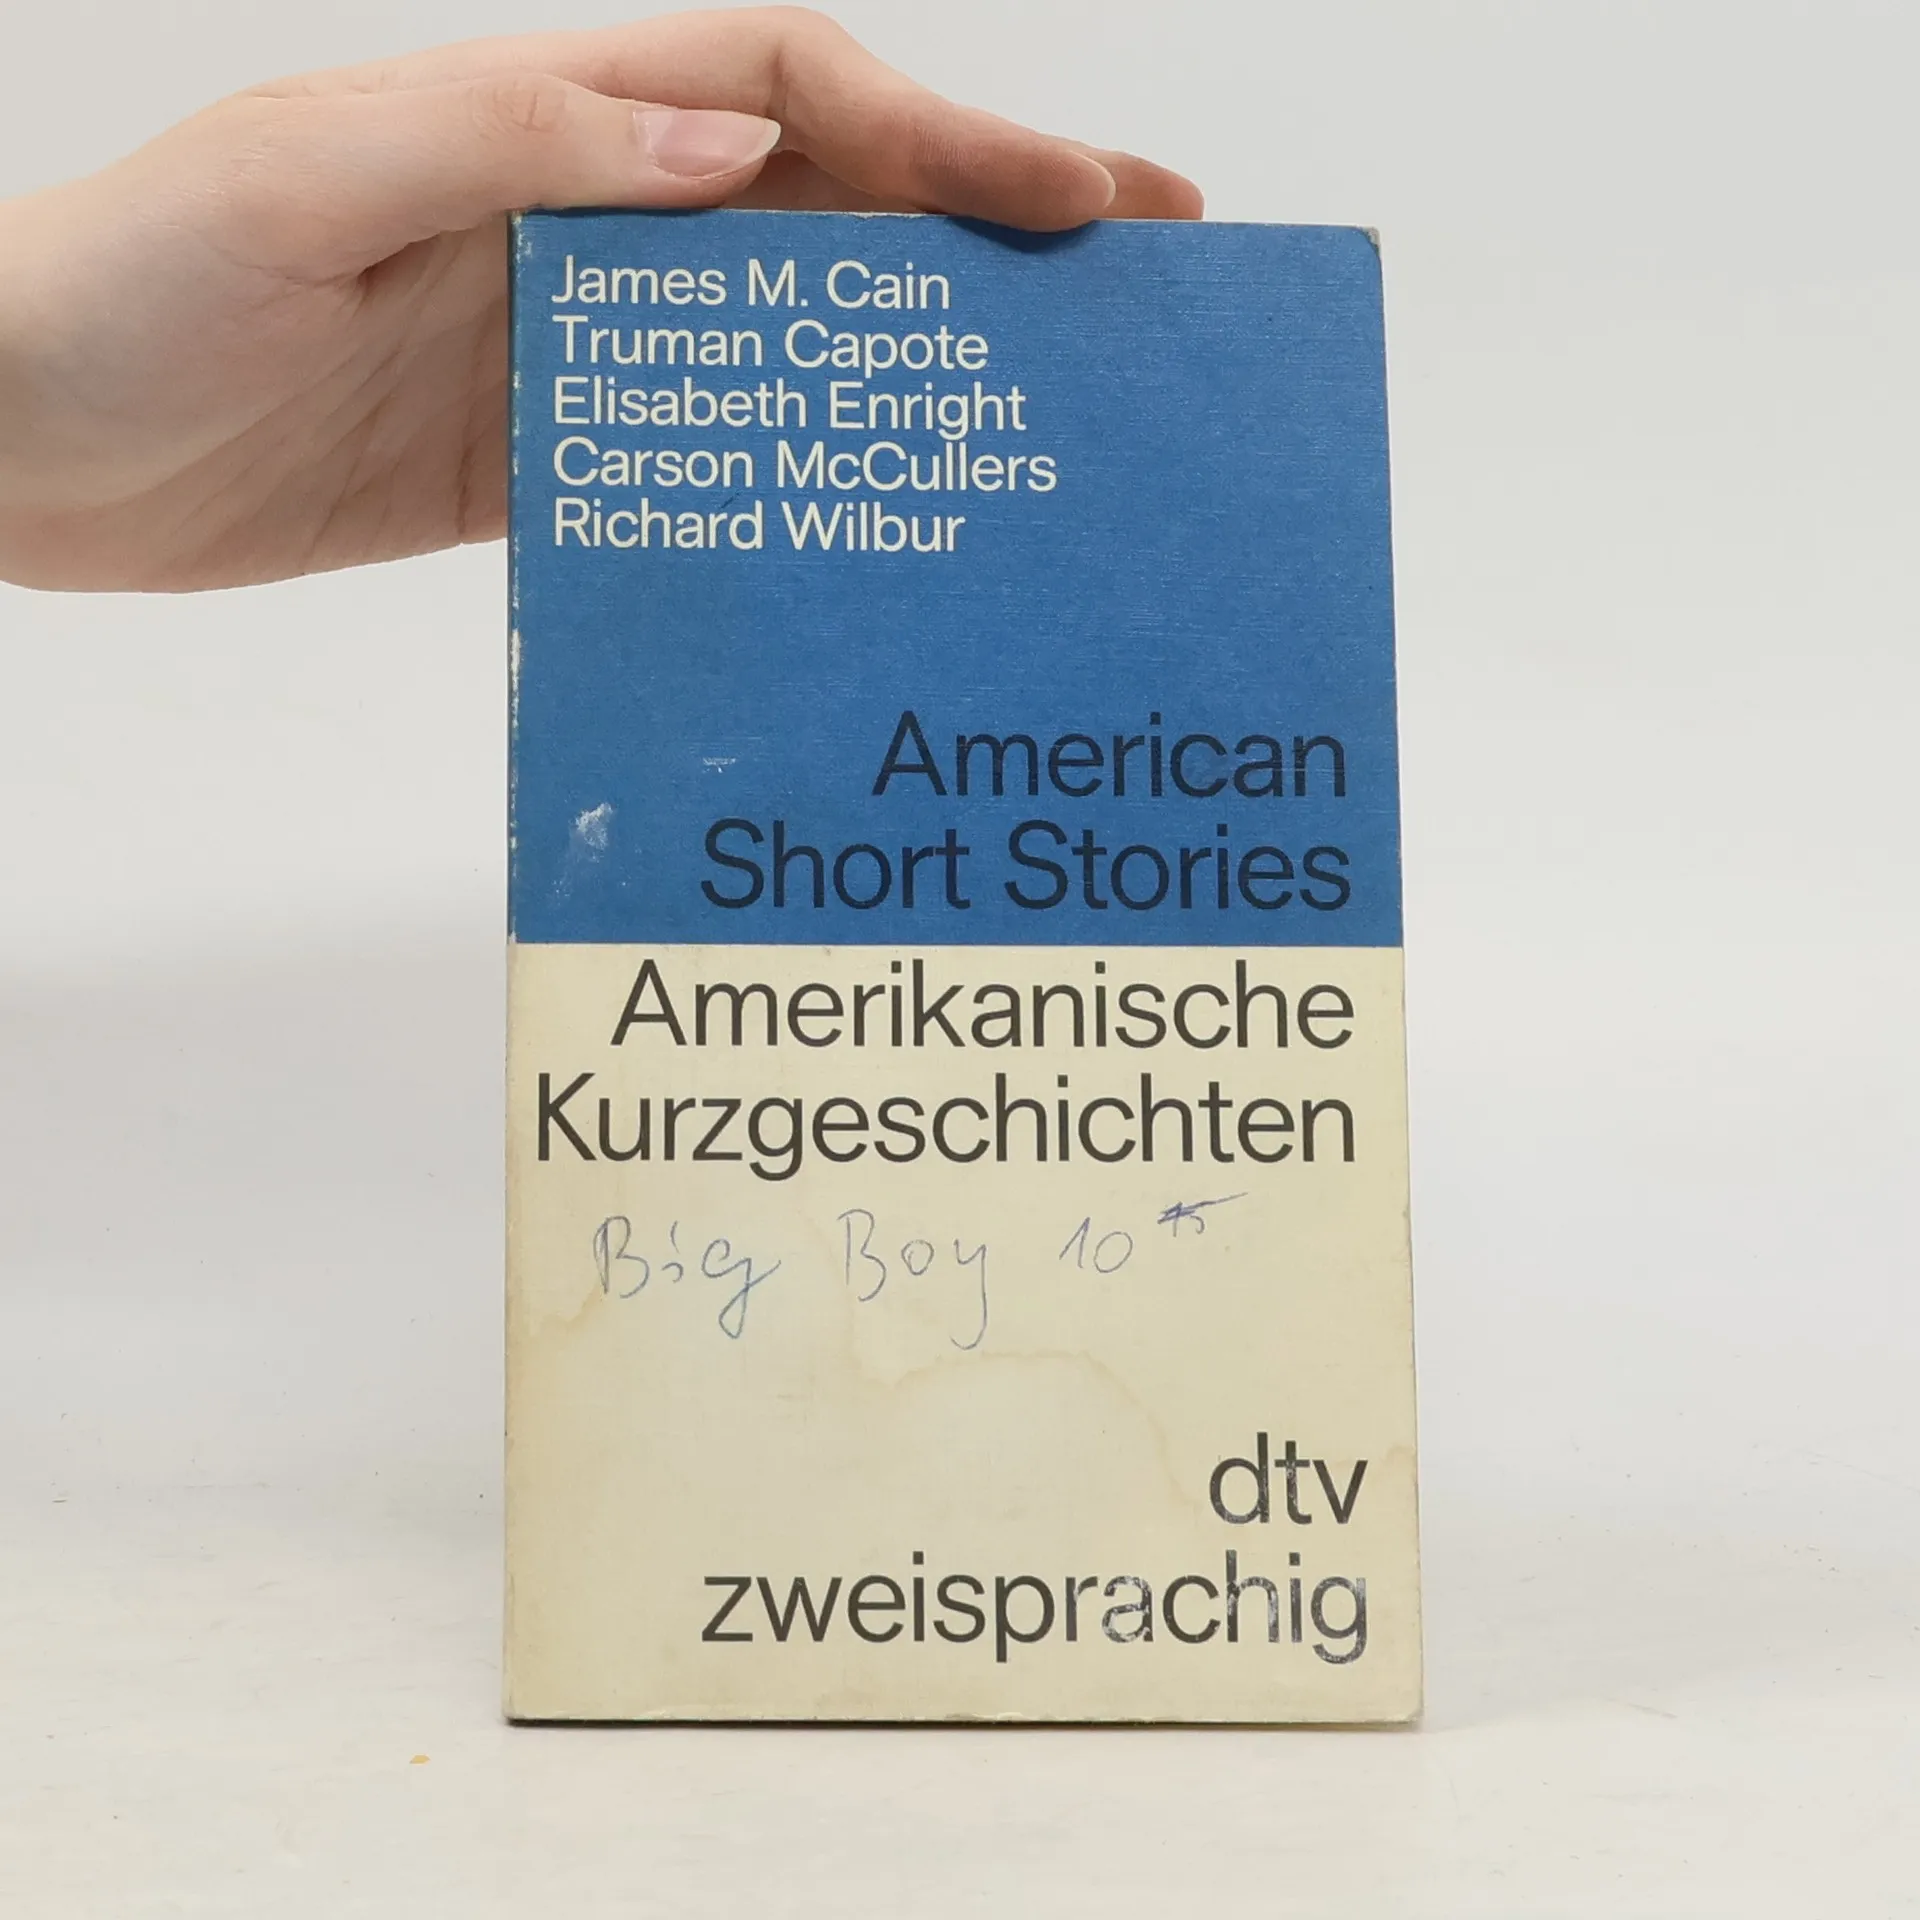 James M. Cain
Truman Capote
Elisabeth Enright
Carson McCullers
Richard Wilbur
American
Short Stories
Amerikanische
Kurzgeschichten
Big Boy 10
dtv
zweisprachig